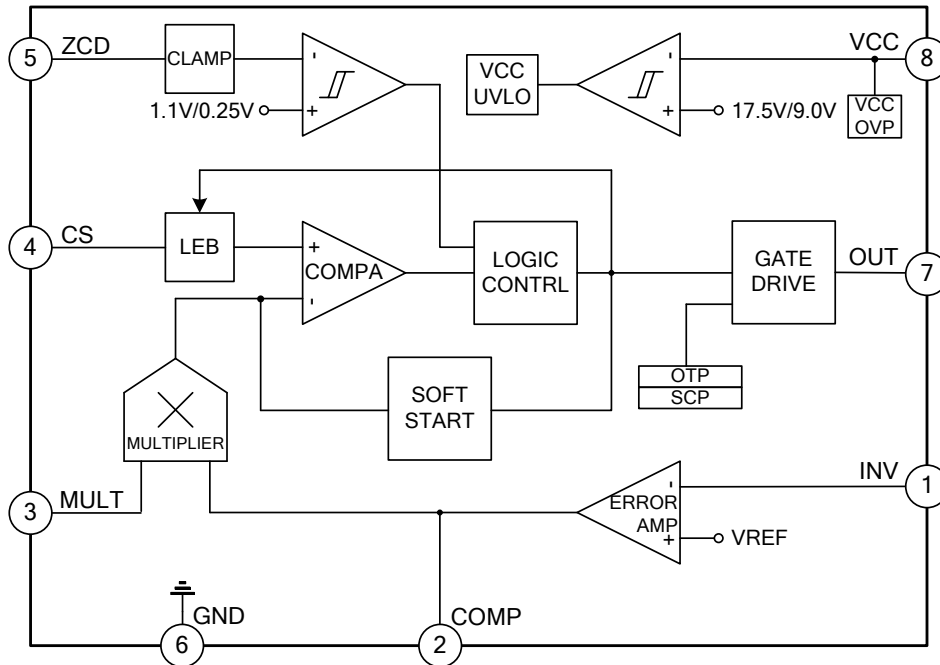 5 ZCD
CLAMP
-
+
1.1V/0.25V
VCC
UVLO
-
+
17.5V/9.0V
VCC 8
VCC
OVP
4 CS
LEB
+
COMPA
-
LOGIC
CONTRL
GATE
DRIVE
OUT 7
OTP
SCP
SOFT
START
MULTIPLIER
3 MULT
INV 1
-
ERROR
AMP
+
VREF
GND
6
COMP
2